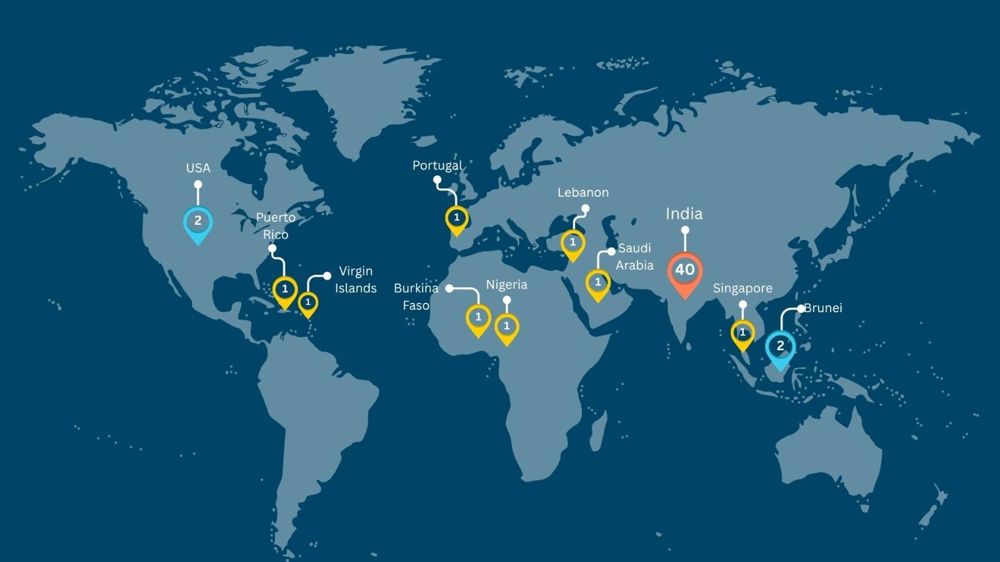 USA
2
Puerto
Rico
1
Virgin
Islands
1
Portugal
1
Burkina
Faso
1
Nigeria
1
Lebanon
1
Saudi
Arabia
1
India
40
Singapore
1
Brunei
2